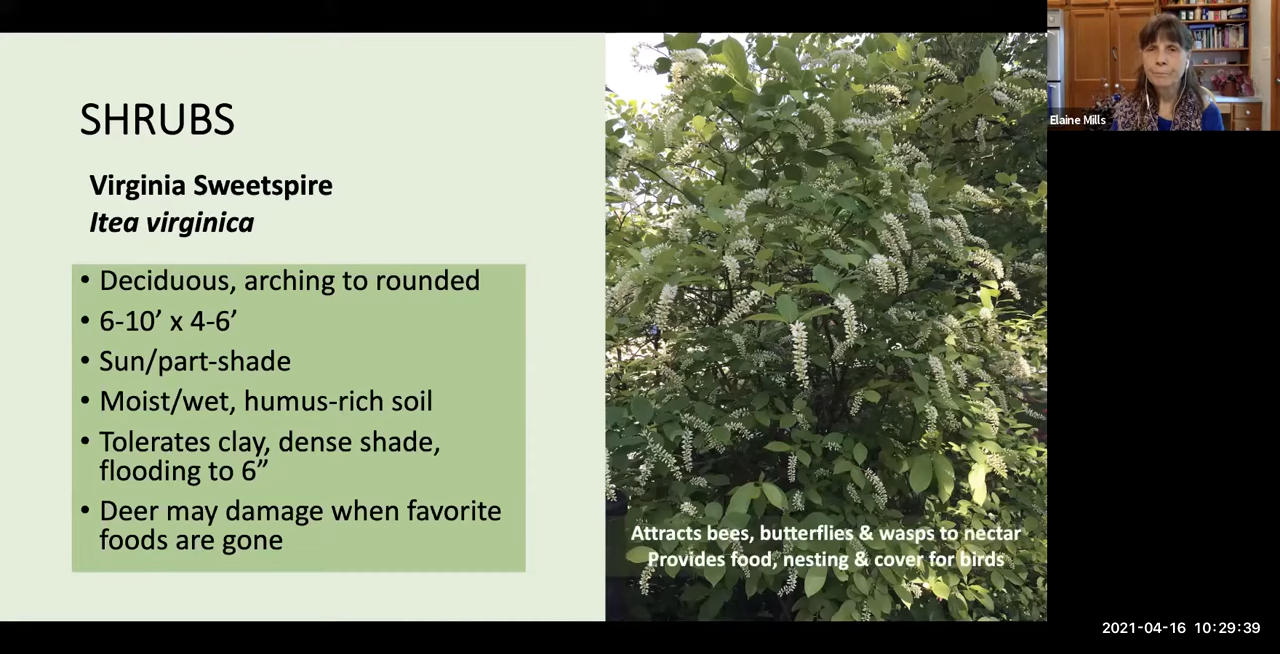 SHRUBS
Virginia Sweetspire
Itea virginica
• Deciduous, arching to rounded
• 6-10’ x 4-6’
• Sun/part-shade
• Moist/wet, humus-rich soil
• Tolerates clay, dense shade,
flooding to 6”
• Deer may damage when favorite
foods are gone
Attracts bees, butterflies & wasps to nectar
Provides food, nesting & cover for birds
Elaine Mills
2021-04-16 10:29:39